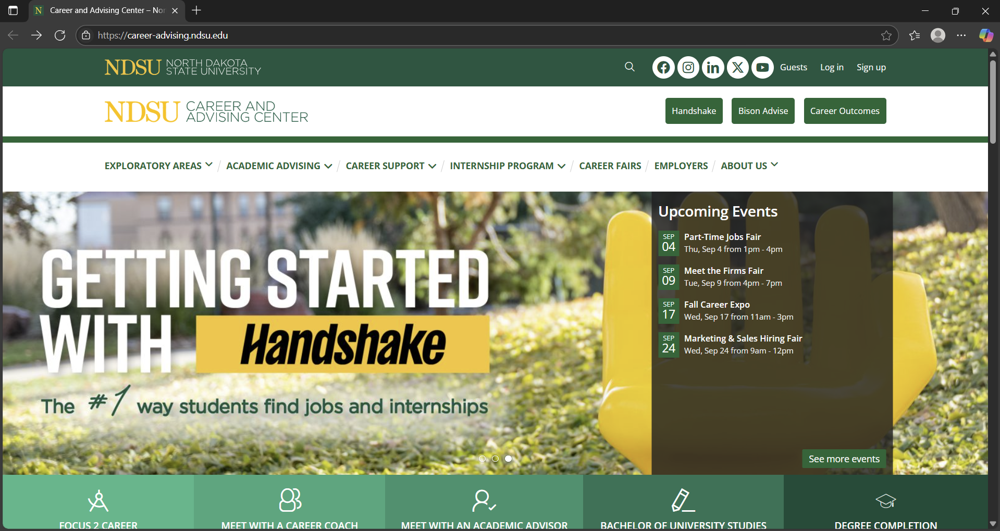 Career and Advising Center – Nor
https://career-advising.ndsu.edu
NDSU NORTH DAKOTA
STATE UNIVERSITY
Guests Log in Sign up
NDSU CAREER AND
ADVISING CENTER
Handshake Bison Advise Career Outcomes
EXPLORATORY AREAS / ACADEMIC ADVISING / CAREER SUPPORT / INTERNSHIP PROGRAM / CAREER FAIRS / EMPLOYERS / ABOUT US
GETTING STARTED
WITH Handshake
The #1 way students find jobs and internships
Upcoming Events
SEP
04
Part-Time Jobs Fair
Thu, Sep 4 from 1pm - 4pm
SEP
09
Meet the Firms Fair
Tue, Sep 9 from 4pm - 7pm
SEP
17
Fall Career Expo
Wed, Sep 17 from 11am - 3pm
SEP
24
Marketing & Sales Hiring Fair
Wed, Sep 24 from 9am - 12pm
See more events
FOCUS 2 CAREER
MEET WITH A CAREER COACH
MEET WITH AN ACADEMIC ADVISOR
BACHELOR OF UNIVERSITY STUDIES
DEGREE COMPLETION